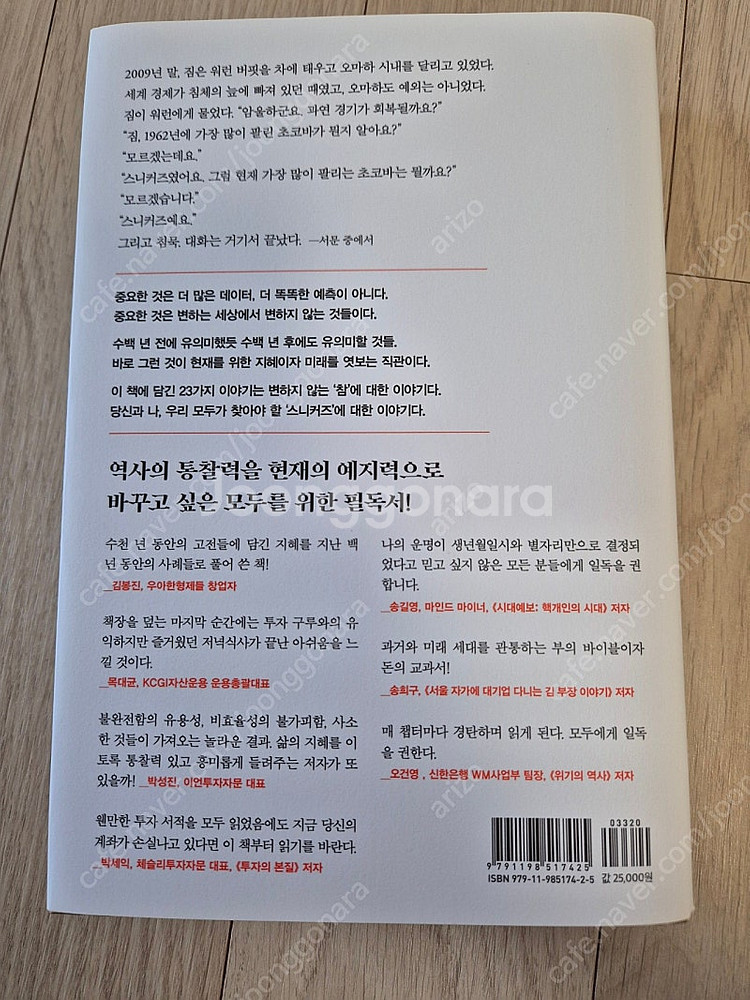 2009년 말, 짐은 워런 버핏을 차에 태우고 오마하 시내를 달리고 있었다.
세계 경제가 침체의 늪에 빠져 있던 때였고, 오마하도 예외는 아니었다.
짐이 워런에게 물었다. “암울하군요. 과연 경기가 회복될까요?”
“짐, 1962년에 가장 많이 팔린 초코바가 뭔지 알아요?”
“모르겠는데요.”
“스니커즈였어요. 그럼 현재 가장 많이 팔리는 초코바는 뭘까요?”
“모르겠습니다.”
“스니커즈예요.”
그리고 침묵. 대화는 거기서 끝났다. —서문 중에서
중요한 것은 더 많은 데이터, 더 똑똑한 예측이 아니다.
중요한 것은 변하는 세상에서 변하지 않는 것들이다.
수백 년 전에 유의미했듯 수백 년 후에도 유의미할 것들.
바로 그런 것이 현재를 위한 지혜이자 미래를 엿보는 직관이다.
이 책에 담긴 23가지 이야기는 변하지 않는 ‘참’에 대한 이야기다.
당신과 나, 우리 모두가 찾아야 할 ‘스니커즈’에 대한 이야기다.
역사의 통찰력을 현재의 예지력으로
바꾸고 싶은 모두를 위한 필독서!
수천 년 동안의 고전들에 담긴 지혜를 지난 백
년 동안의 사례들로 풀어 쓴 책!
_김봉진, 우아한형제들 창업자
책장을 덮는 마지막 순간에는 투자 구루와의 유
익하지만 즐거웠던 저녁식사가 끝난 아쉬움을 느
낄 것이다.
_목대균, KCGI자산운용 운용총괄대표
불완전함의 유용성, 비효율성의 불가피함, 사소
한 것들이 가져오는 놀라운 결과. 삶의 지혜를 이
토록 통찰력 있고 흥미롭게 들려주는 저자가 또
있을까! _박성진, 이언투자자문 대표
웬만한 투자 서적을 모두 읽었음에도 지금 당신의
계좌가 손실나고 있다면 이 책부터 읽기를 바란다.
_박세익, 체슬리투자자문 대표, 《투자의 본질》 저자
나의 운명이 생년월일시와 별자리만으로 결정되
었다고 믿고 싶지 않은 모든 분들에게 일독을 권
합니다.
_송길영, 마인드 마이너, 《시대예보: 핵개인의 시대》 저자
과거와 미래 세대를 관통하는 부의 바이블이자
돈의 교과서!
_송희구, 《서울 자가에 대기업 다니는 김 부장 이야기》 저자
매 챕터마다 경탄하며 읽게 된다. 모두에게 일독
을 권한다.
_오건영, 신한은행 WM사업부 팀장, 《위기의 역사》 저자
03320
9 791198 517425
ISBN 979-11-985174-2-5 값 25,000원
Joonggonara
cafe.naver.com/joonggonara
arizo